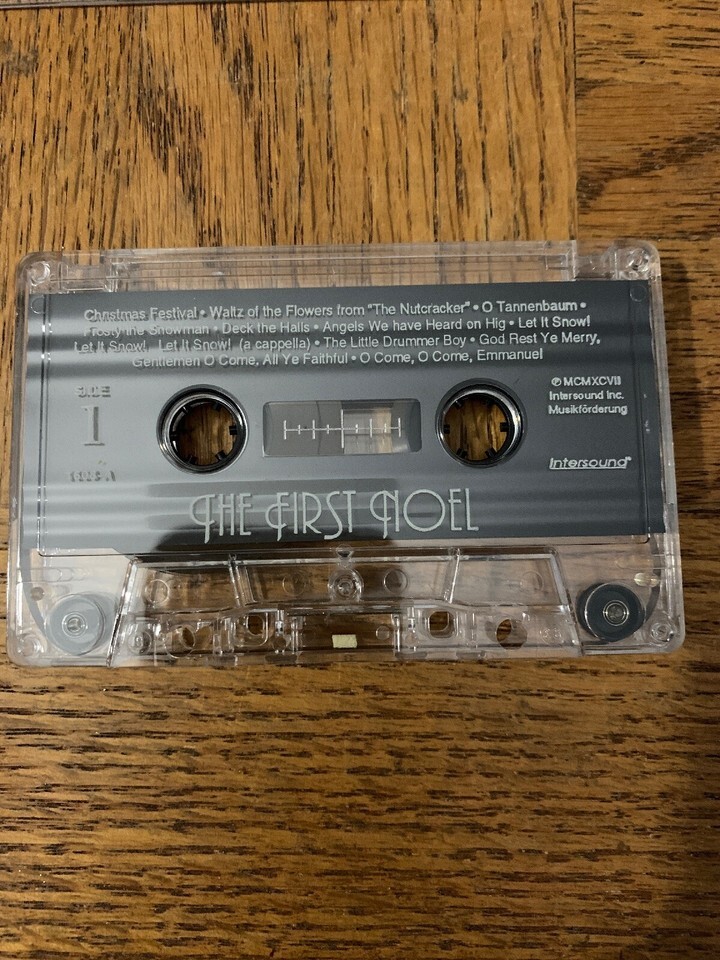 Christmas Festival • Waltz of the Flowers from "The Nutcracker" • O Tannenbaum •
Frosty the Snowman • Deck the Halls • Angels We have Heard on Hig • Let It Snow!
Let It Snow! Let It Snow! (a cappella) • The Little Drummer Boy • God Rest Ye Merry,
Gentlemen O Come, All Ye Faithful • O Come, O Come, Emmanuel
SIDE
1
℗ MCMXCVII
Intersound Inc.
Musikförderung
Intersound
THE FIRST NOEL